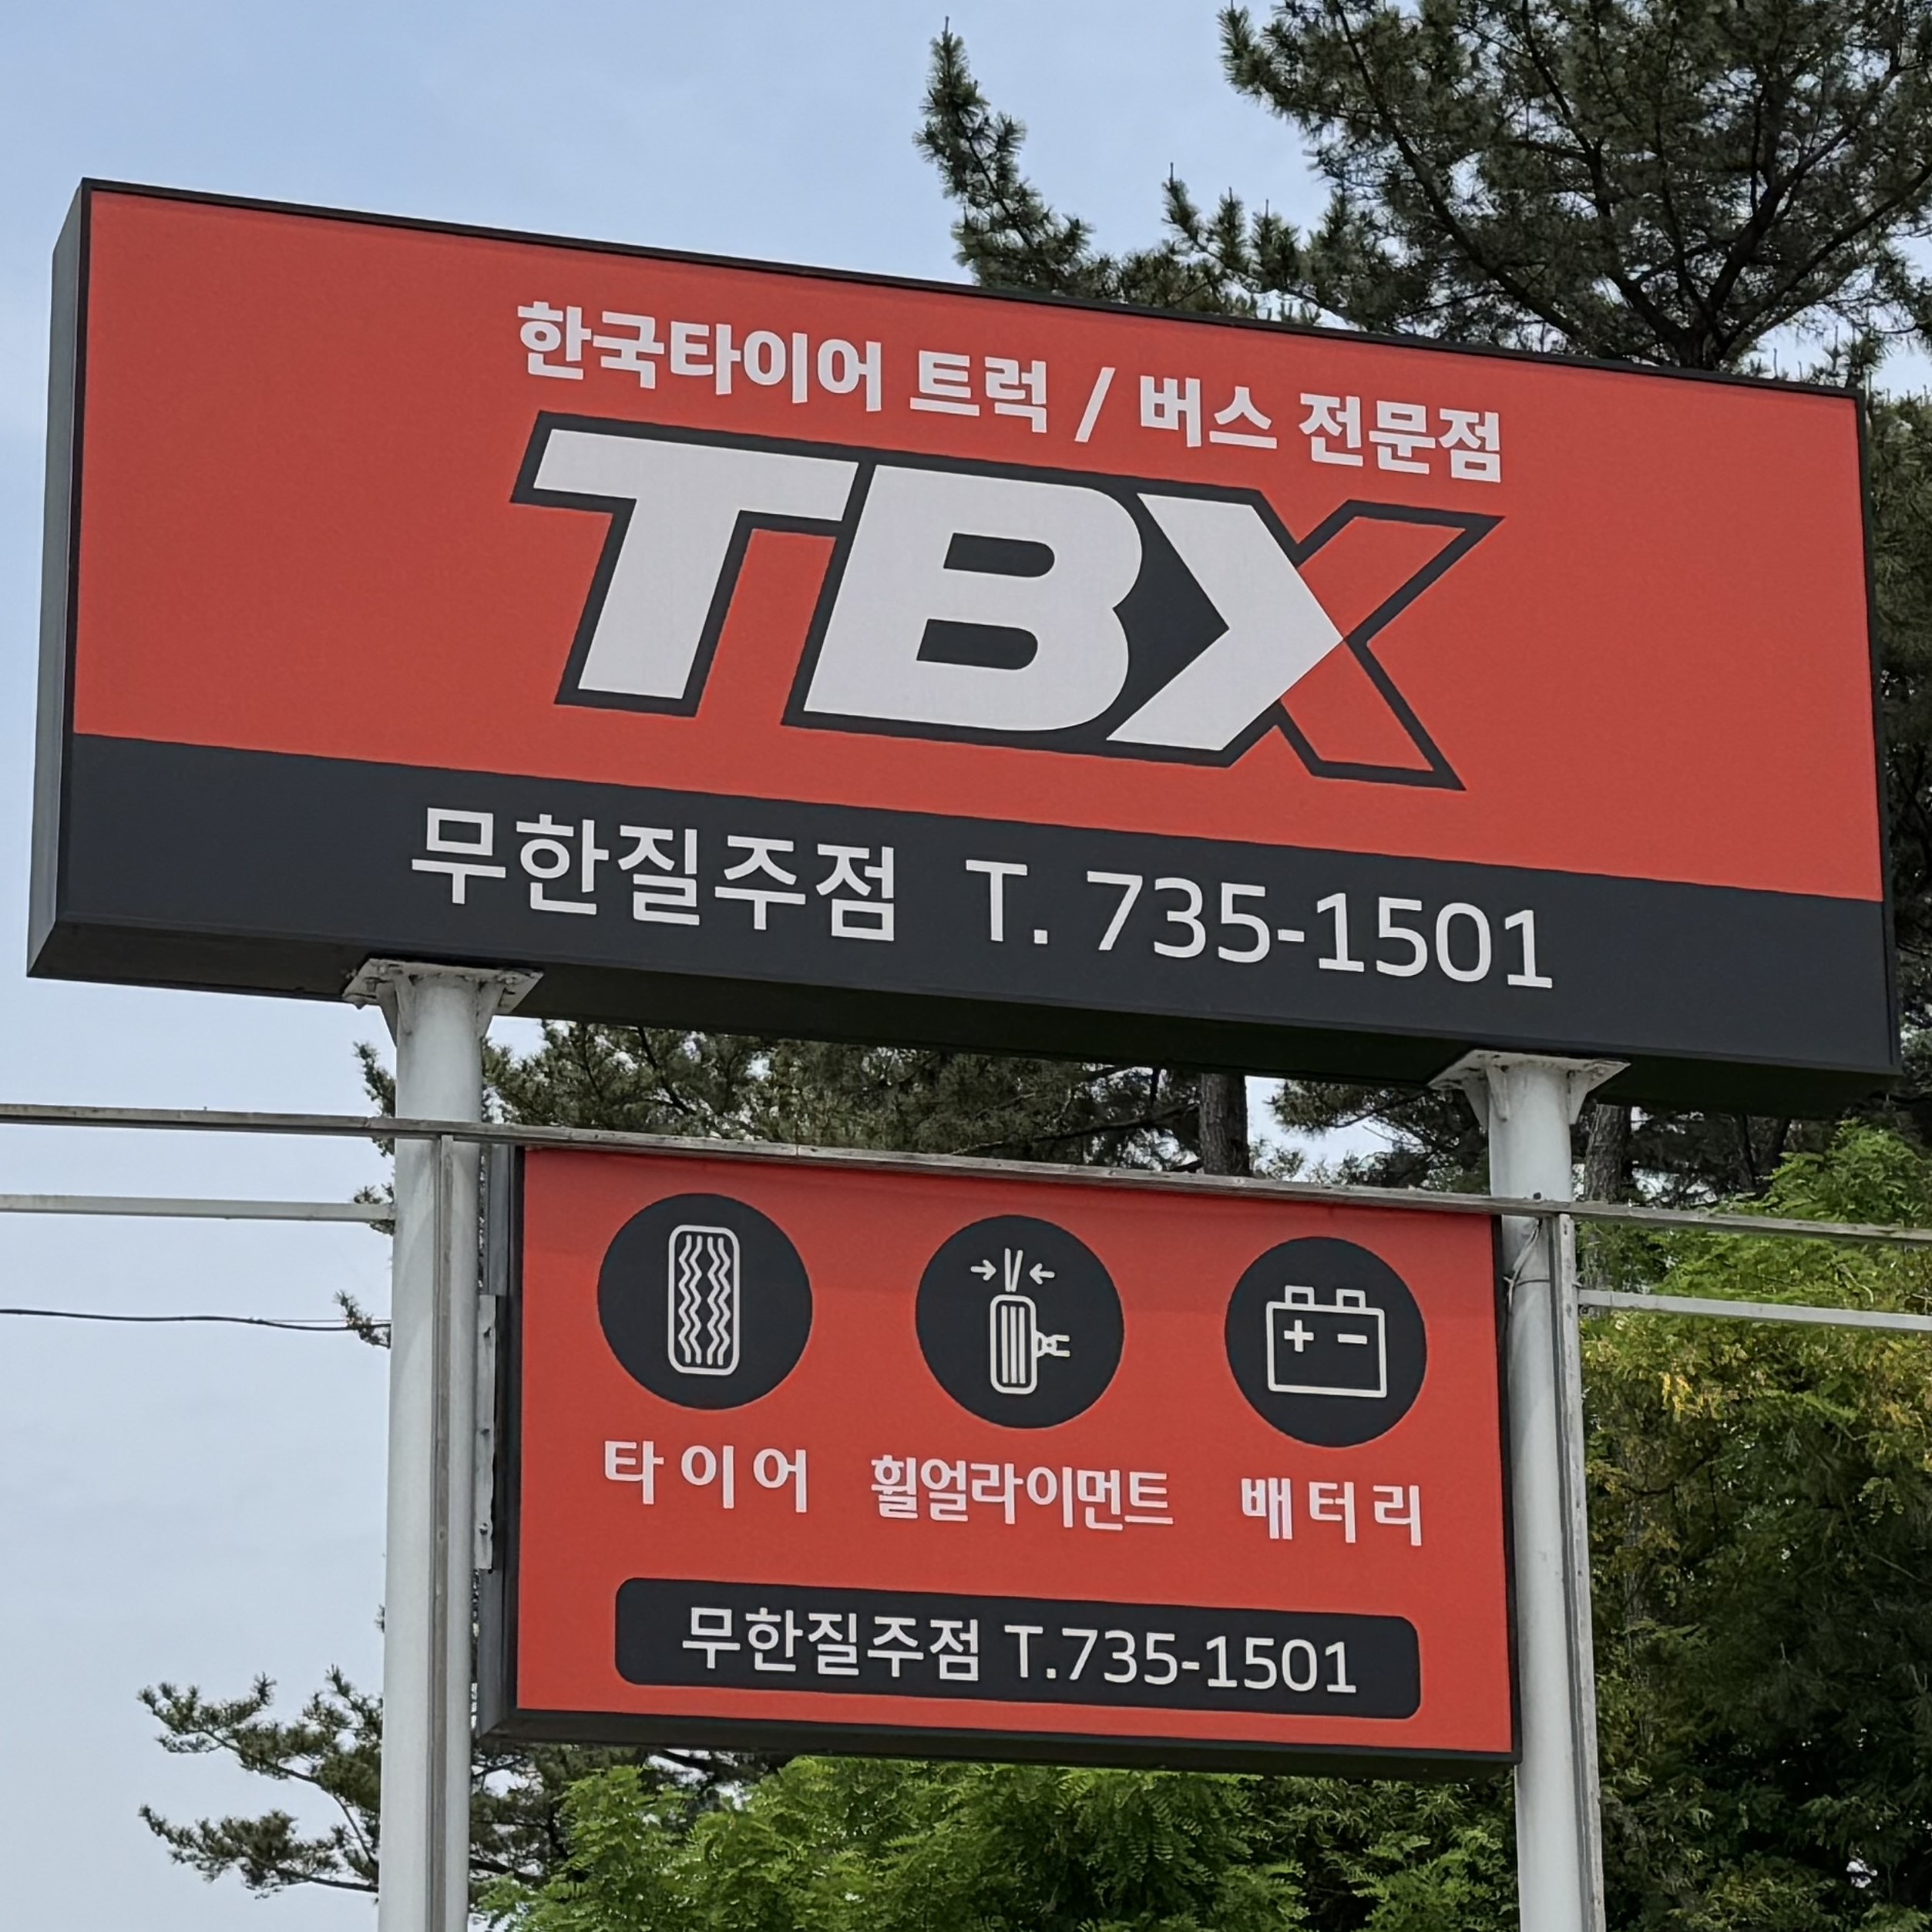 한국타이어 트럭 / 버스 전문점
TBX
무한질주점 T. 735-1501
타이어 휠얼라이먼트 배터리
무한질주점 T.735-1501